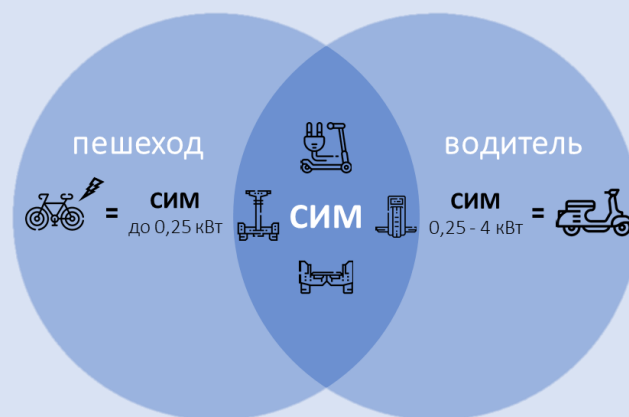 пешеход
водитель
= СИМ
до 0,25 кВт
СИМ
СИМ =
0,25 - 4 кВт